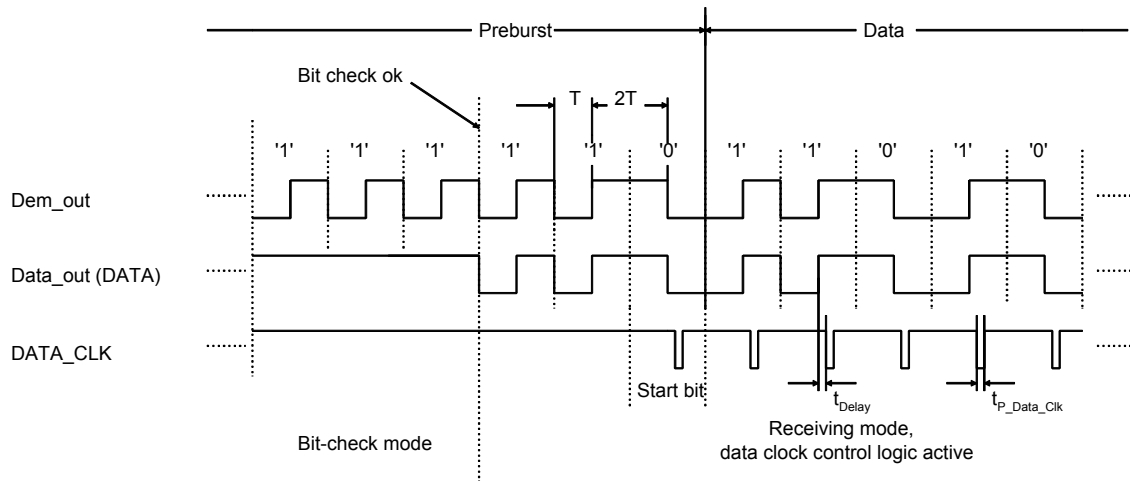 Preburst Data
Bit check ok
T 2T
'1' '1' '1' '1' '1' '0' '1' '1' '0' '1' '0'
Dem_out
Data_out (DATA)
DATA_CLK
Start bit
tDelay
tP_Data_Clk
Bit-check mode
Receiving mode,
data clock control logic active